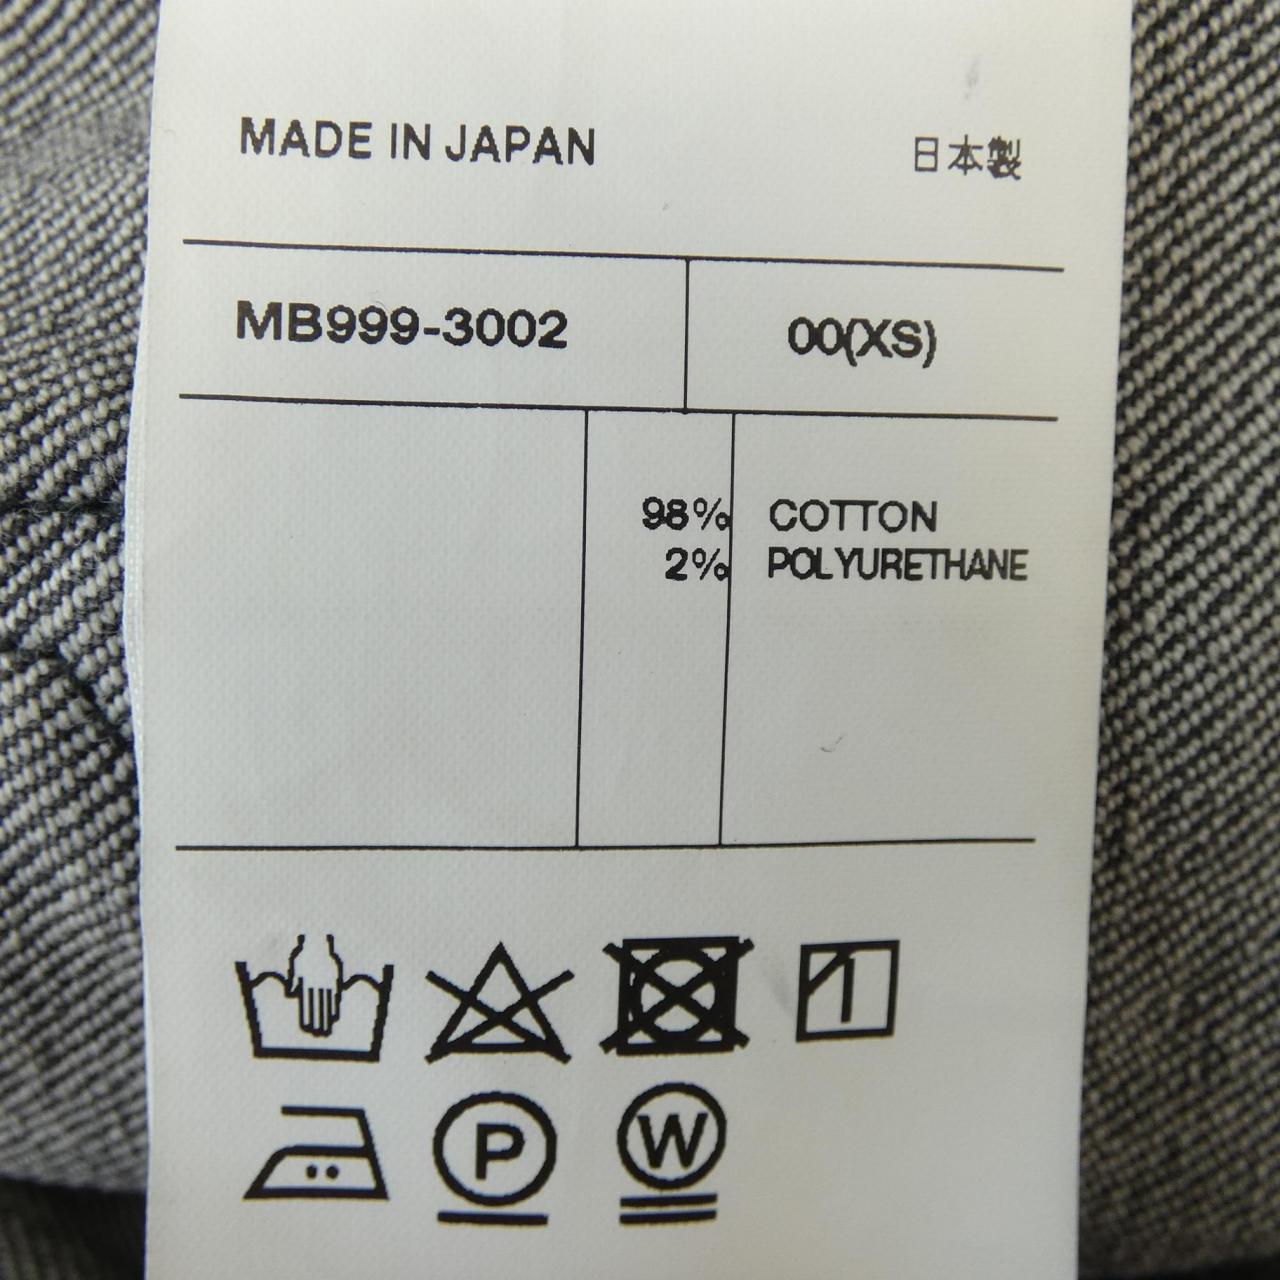 MADE IN JAPAN 日本製
MB999-3002 00(XS)
98% COTTON
2% POLYURETHANE
P W